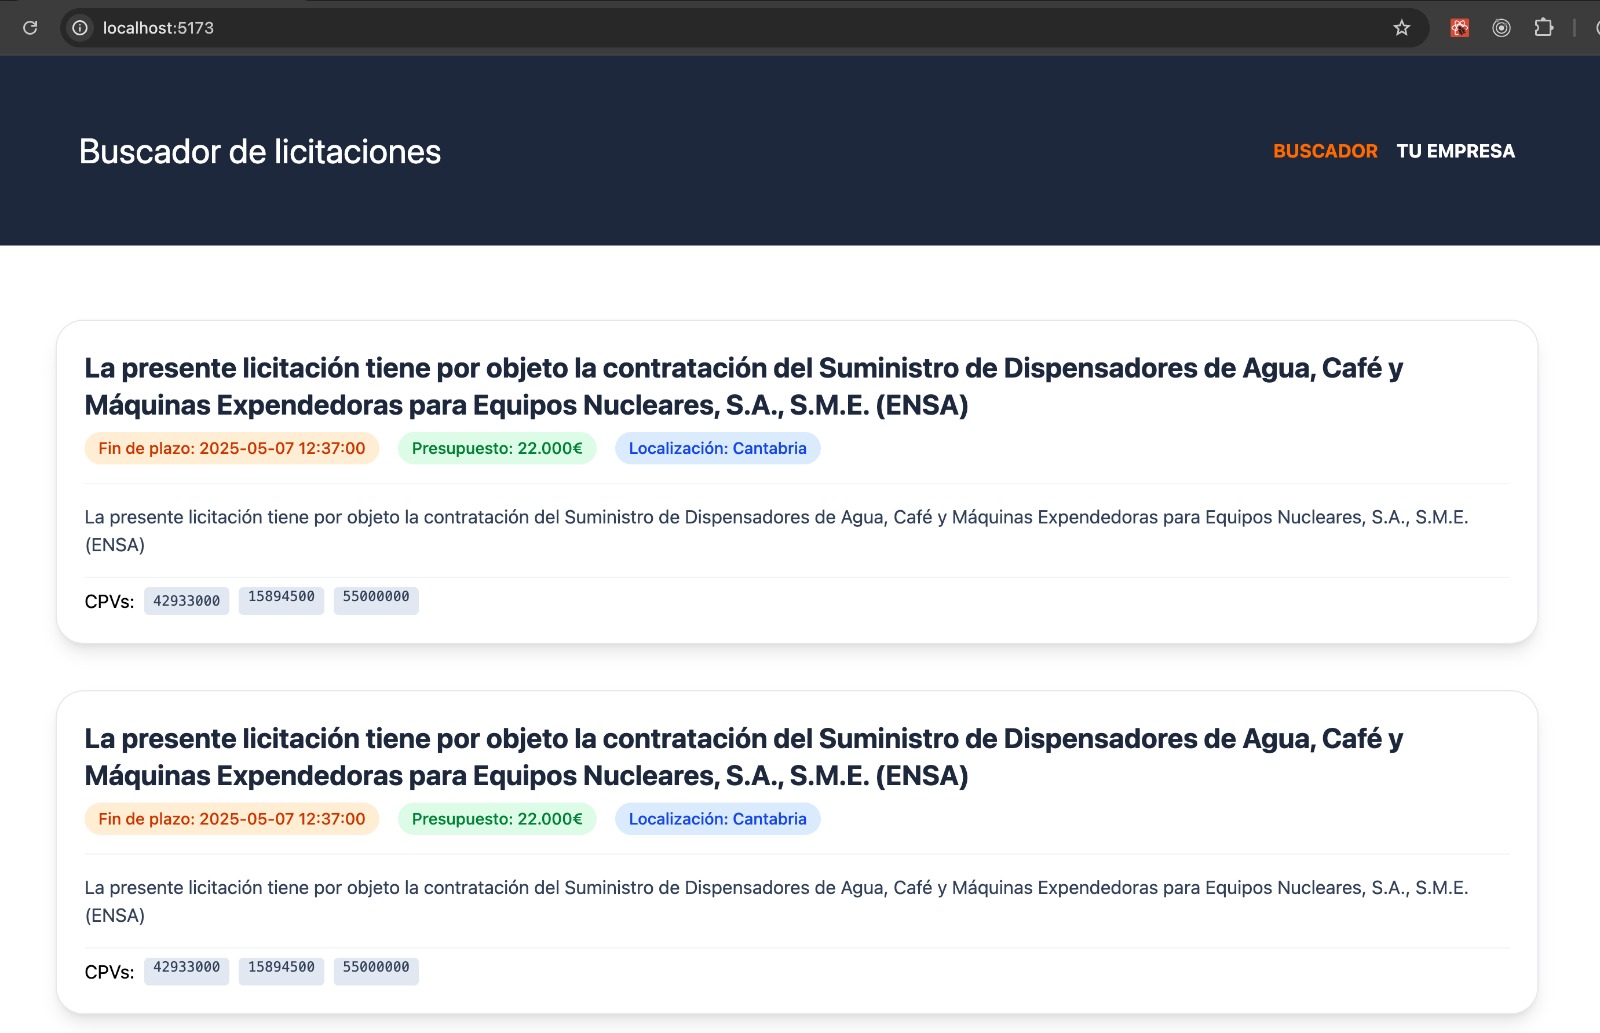 localhost:5173
Buscador de licitaciones
BUSCADOR TU EMPRESA
La presente licitación tiene por objeto la contratación del Suministro de Dispensadores de Agua, Café y
Máquinas Expendedoras para Equipos Nucleares, S.A., S.M.E. (ENSA)
Fin de plazo: 2025-05-07 12:37:00 Presupuesto: 22.000€ Localización: Cantabria
La presente licitación tiene por objeto la contratación del Suministro de Dispensadores de Agua, Café y Máquinas Expendedoras para Equipos Nucleares, S.A., S.M.E.
(ENSA)
CPVs: 42933000 15894500 55000000
La presente licitación tiene por objeto la contratación del Suministro de Dispensadores de Agua, Café y
Máquinas Expendedoras para Equipos Nucleares, S.A., S.M.E. (ENSA)
Fin de plazo: 2025-05-07 12:37:00 Presupuesto: 22.000€ Localización: Cantabria
La presente licitación tiene por objeto la contratación del Suministro de Dispensadores de Agua, Café y Máquinas Expendedoras para Equipos Nucleares, S.A., S.M.E.
(ENSA)
CPVs: 42933000 15894500 55000000